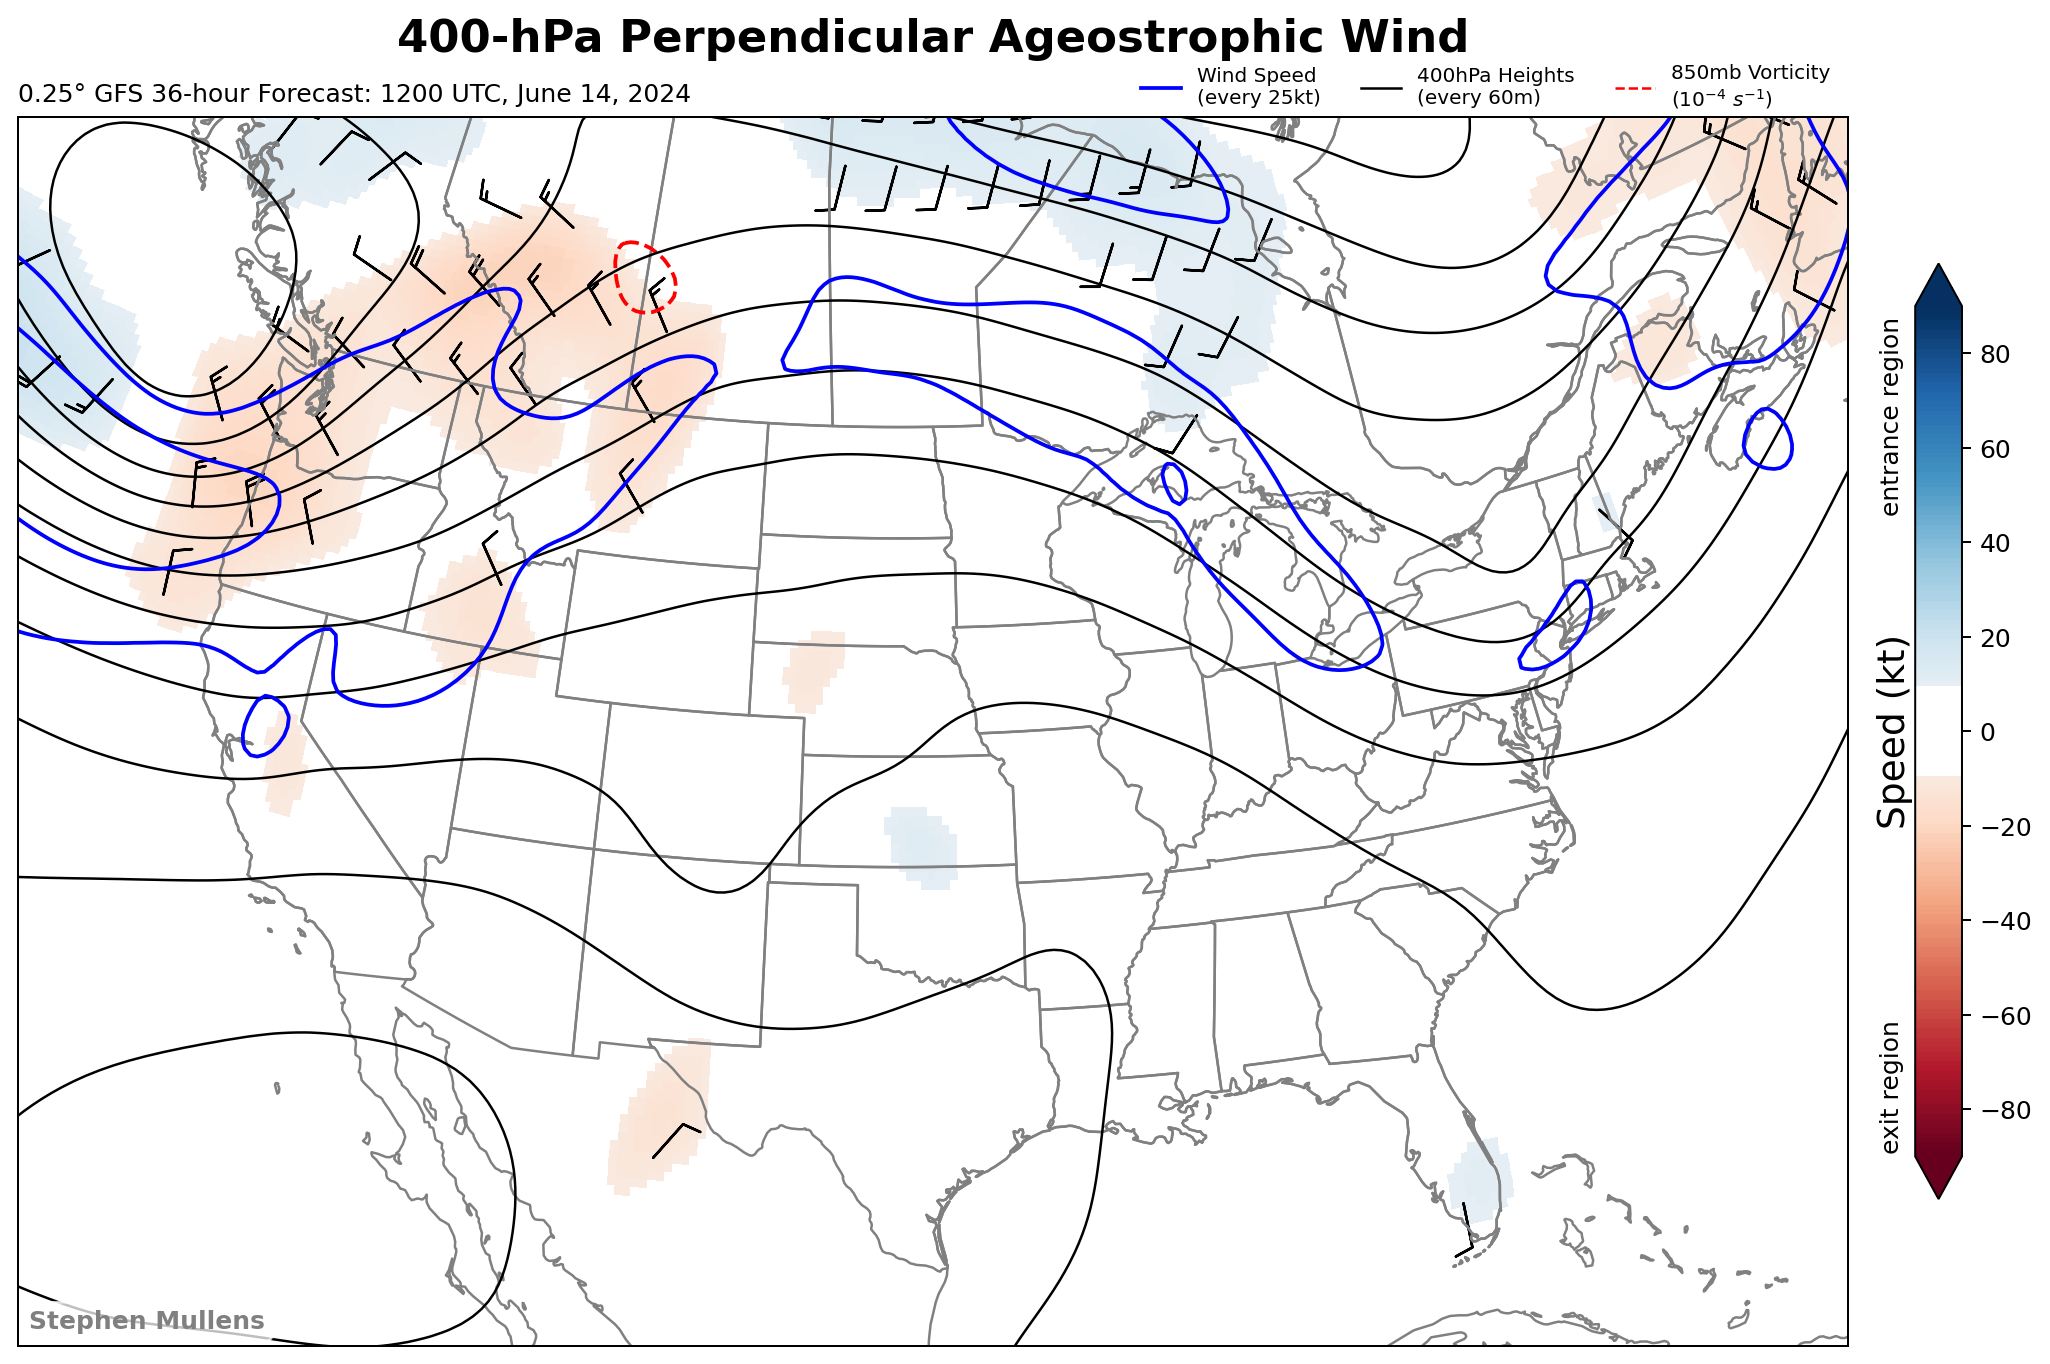 400-hPa Perpendicular Ageostrophic Wind
0.25° GFS 36-hour Forecast: 1200 UTC, June 14, 2024
Wind Speed
(every 25kt)
400hPa Heights
(every 60m)
850mb Vorticity
(10⁻⁴ s⁻¹)
entrance region
Speed (kt)
exit region
80
60
40
20
0
−20
−40
−60
−80
Stephen Mullens